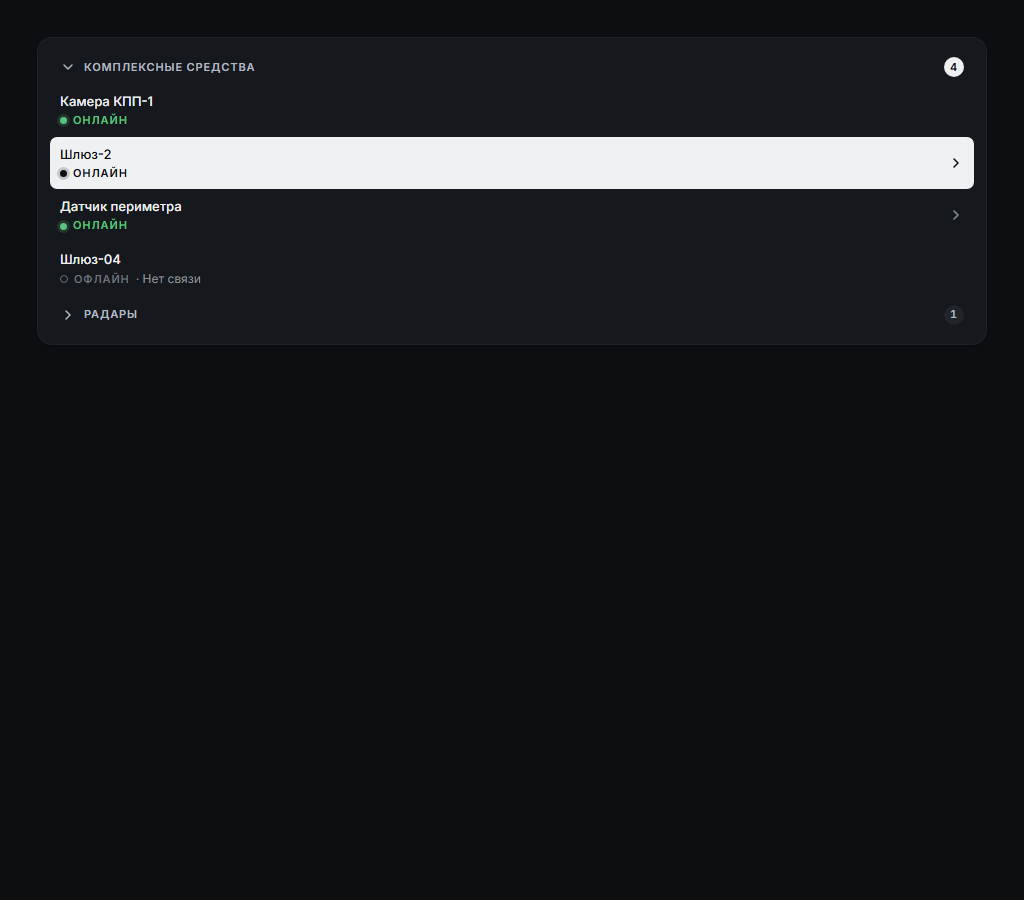 КОМПЛЕКСНЫЕ СРЕДСТВА 4
Камера КПП-1
ОНЛАЙН
Шлюз-2
ОНЛАЙН
Датчик периметра
ОНЛАЙН
Шлюз-04
ОФЛАЙН · Нет связи
РАДАРЫ 1